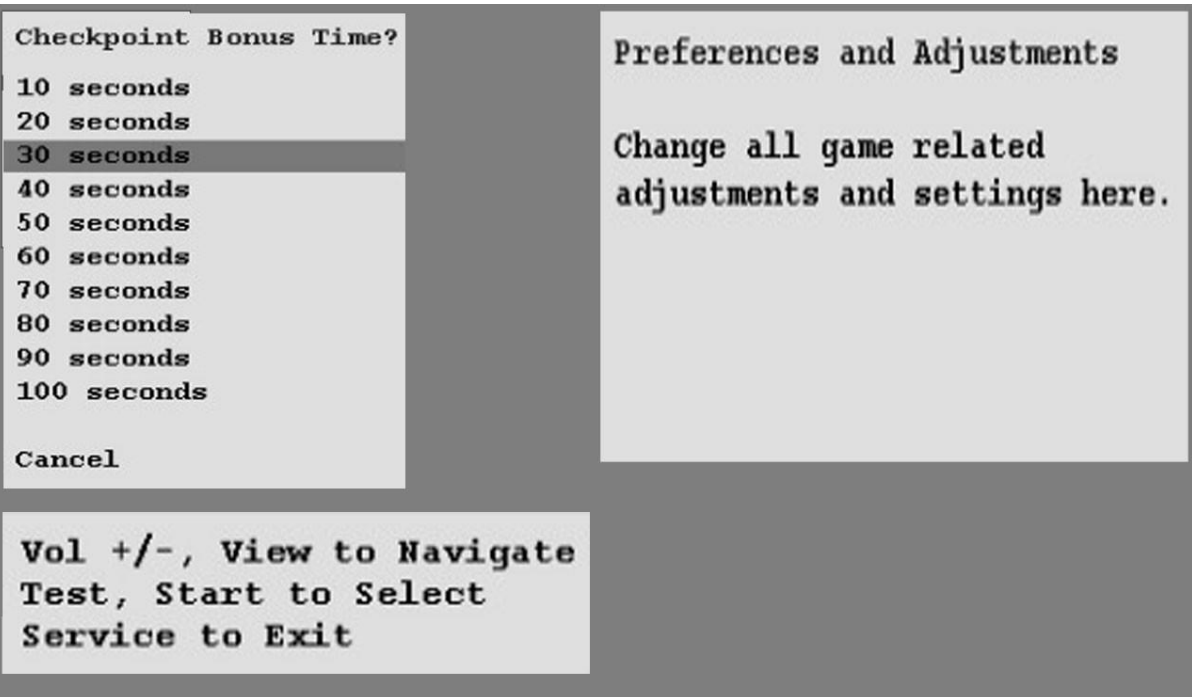 Checkpoint Bonus Time?
10 seconds
20 seconds
30 seconds
40 seconds
50 seconds
60 seconds
70 seconds
80 seconds
90 seconds
100 seconds
Cancel
Preferences and Adjustments
Change all game related
adjustments and settings here.
Vol +/-, View to Navigate
Test, Start to Select
Service to Exit